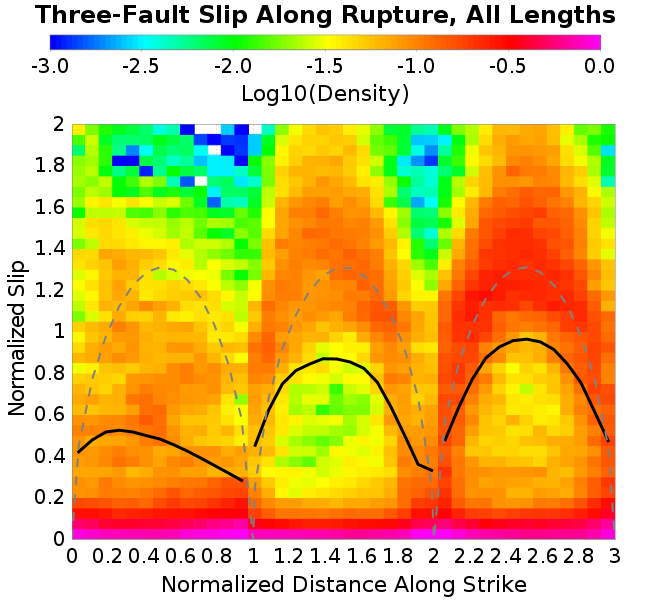 Three-Fault Slip Along Rupture, All Lengths
-3.0 -2.5 -2.0 -1.5 -1.0 -0.5 0.0
Log10(Density)
2
1.8
1.6
1.4
1.2
1
0.8
0.6
0.4
0.2
0
Normalized Slip
0 0.2 0.4 0.6 0.8 1 1.2 1.4 1.6 1.8 2 2.2 2.4 2.6 2.8 3
Normalized Distance Along Strike